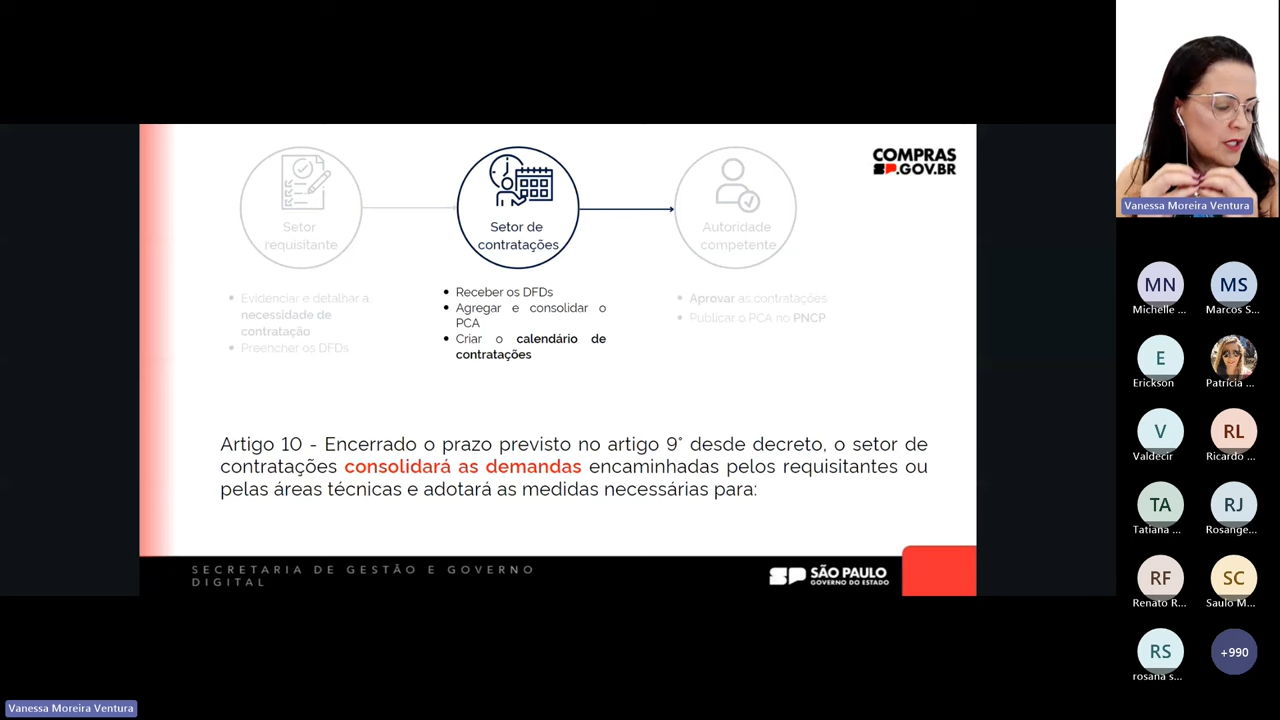 COMPRAS
SP.GOV.BR
Setor
requisitante
Setor de
contratações
Autoridade
competente
• Evidenciar e detalhar a
necessidade de
contratação
• Preencher os DFDs
• Receber os DFDs
• Agregar e consolidar o
PCA
• Criar o calendário de
contratações
• Aprovar as contratações
• Publicar o PCA no PNCP
Artigo 10 - Encerrado o prazo previsto no artigo 9° desde decreto, o setor de
contratações consolidará as demandas encaminhadas pelos requisitantes ou
pelas áreas técnicas e adotará as medidas necessárias para:
SECRETARIA DE GESTÃO E GOVERNO
DIGITAL
SP SÃO PAULO
GOVERNO DO ESTADO
Vanessa Moreira Ventura
MN
Michelle ...
MS
Marcos S...
E
Erickson
Patrícia ...
V
Valdecir
RL
Ricardo ...
TA
Tatiana ...
RJ
Rosange...
RF
Renato R...
SC
Saulo M...
RS
rosana s...
+990
Vanessa Moreira Ventura